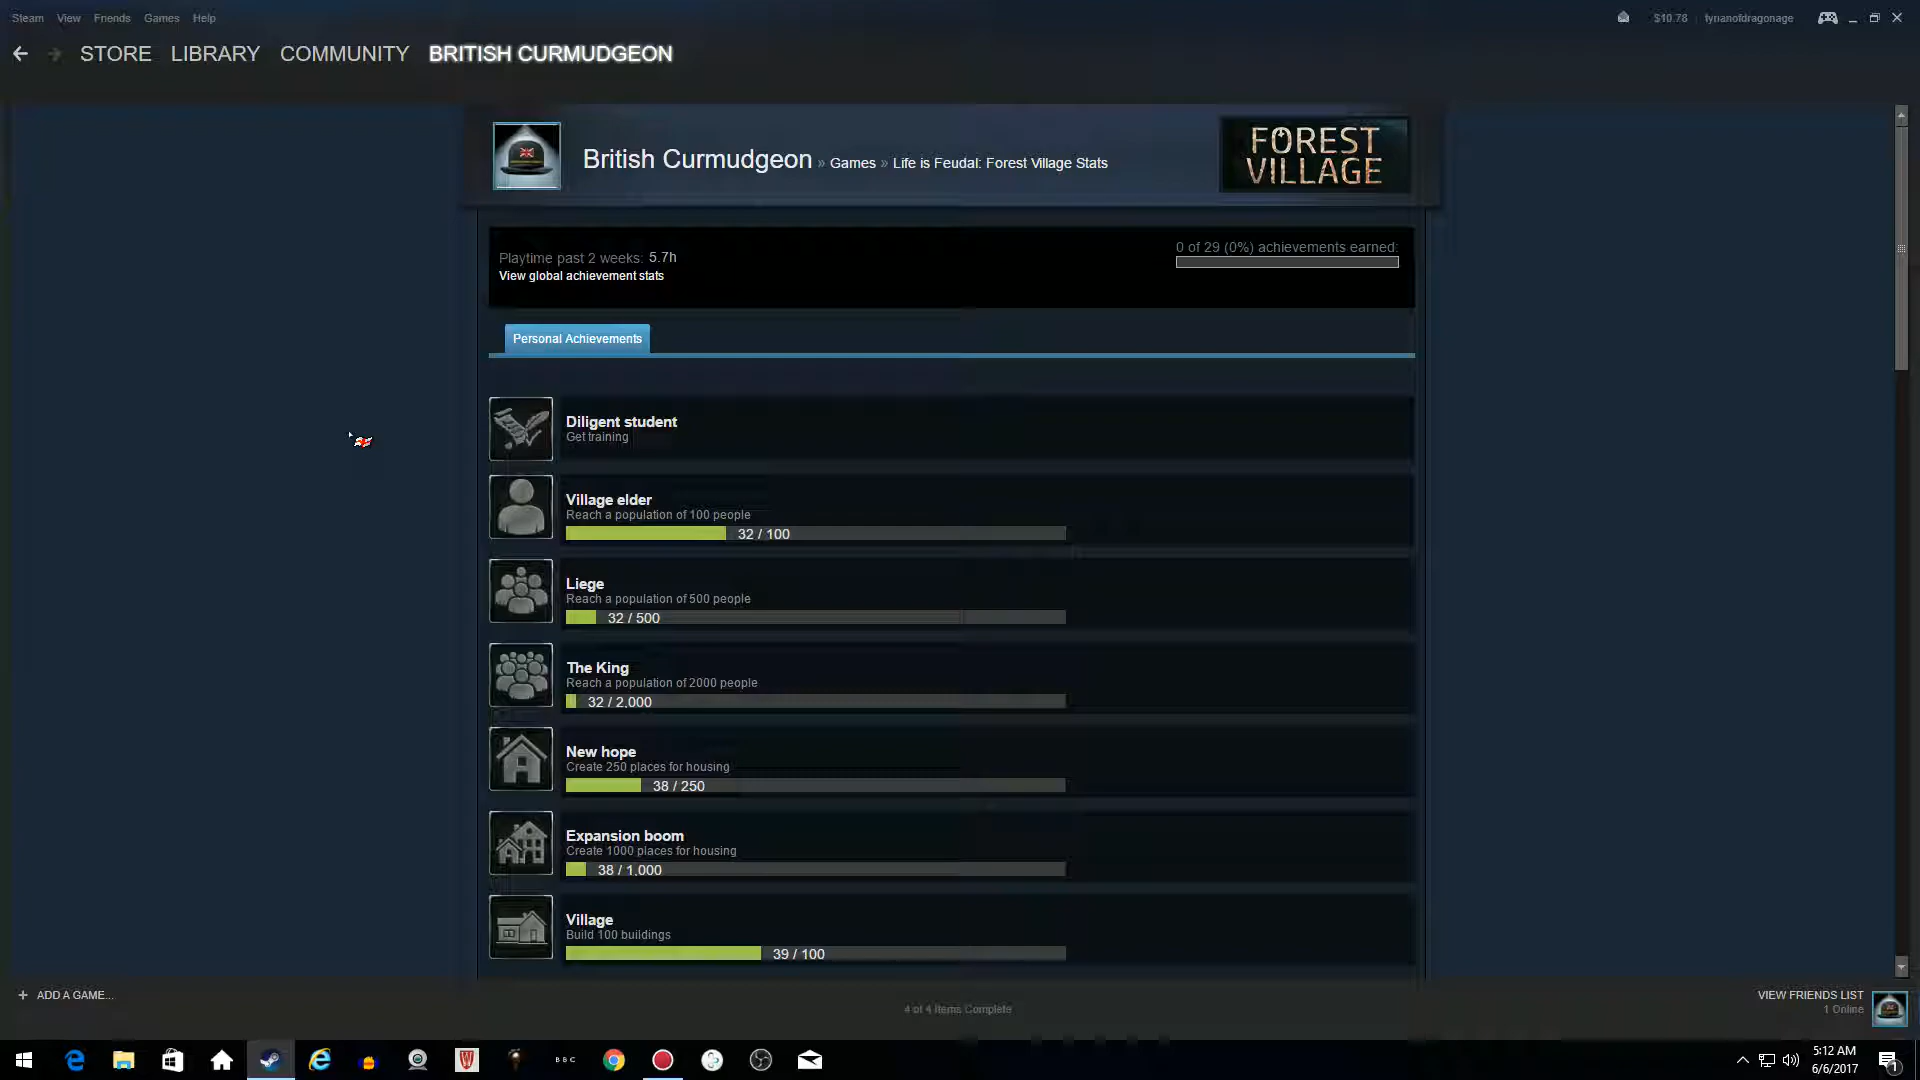 Steam View Friends Games Help
$10.78 tynanofdragonage
STORE LIBRARY COMMUNITY BRITISH CURMUDGEON
British Curmudgeon » Games » Life is Feudal: Forest Village Stats
FOREST
VILLAGE
Playtime past 2 weeks: 5.7h
View global achievement stats
0 of 29 (0%) achievements earned:
Personal Achievements
Diligent student
Get training
Village elder
Reach a population of 100 people
32 / 100
Liege
Reach a population of 500 people
32 / 500
The King
Reach a population of 2000 people
32 / 2,000
New hope
Create 250 places for housing
38 / 250
Expansion boom
Create 1000 places for housing
38 / 1,000
Village
Build 100 buildings
39 / 100
+ ADD A GAME...
4 of 4 Items Complete
VIEW FRIENDS LIST
1 Online
BBC
5:12 AM
6/6/2017
1